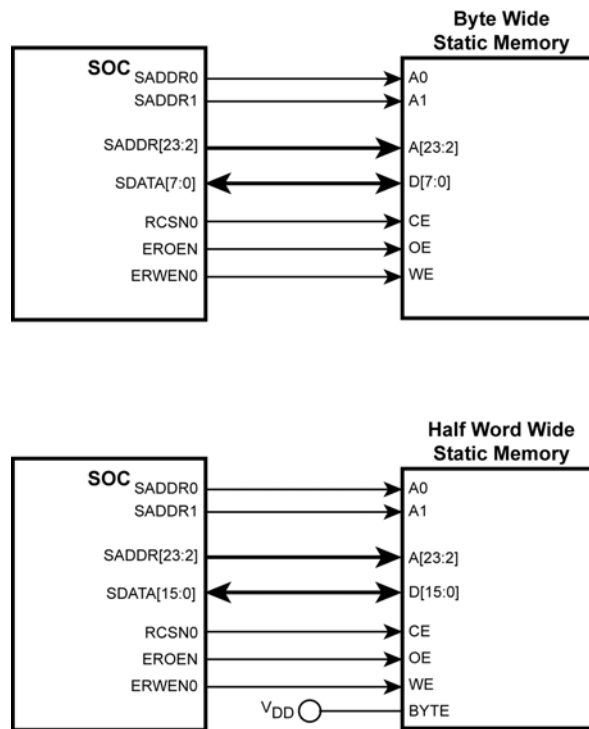 Byte Wide
Static Memory
SOC
SADDR0
A0
SADDR1
A1
SADDR[23:2]
A[23:2]
SDATA[7:0]
D[7:0]
RCSN0
CE
EROEN
OE
ERWEN0
WE
Half Word Wide
Static Memory
SOC
SADDR0
A0
SADDR1
A1
SADDR[23:2]
A[23:2]
SDATA[15:0]
D[15:0]
RCSN0
CE
EROEN
OE
ERWEN0
WE
VDD
BYTE